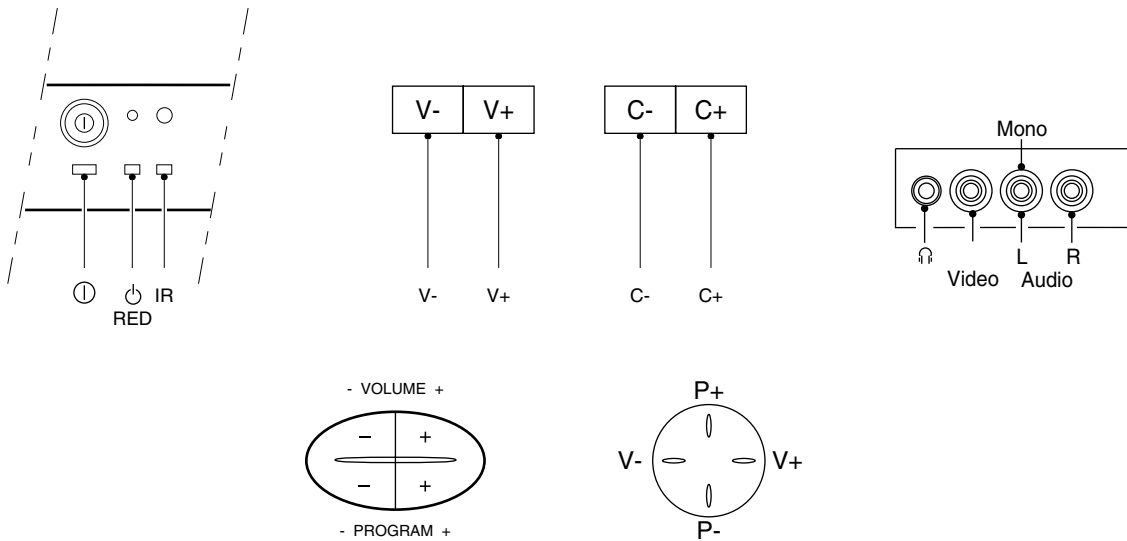 V- V+ C- C+
Mono
IR
RED
V- V+ C- C+
L R
Video Audio
- VOLUME +
- +
- +
- PROGRAM +
P+
V- V+
P-